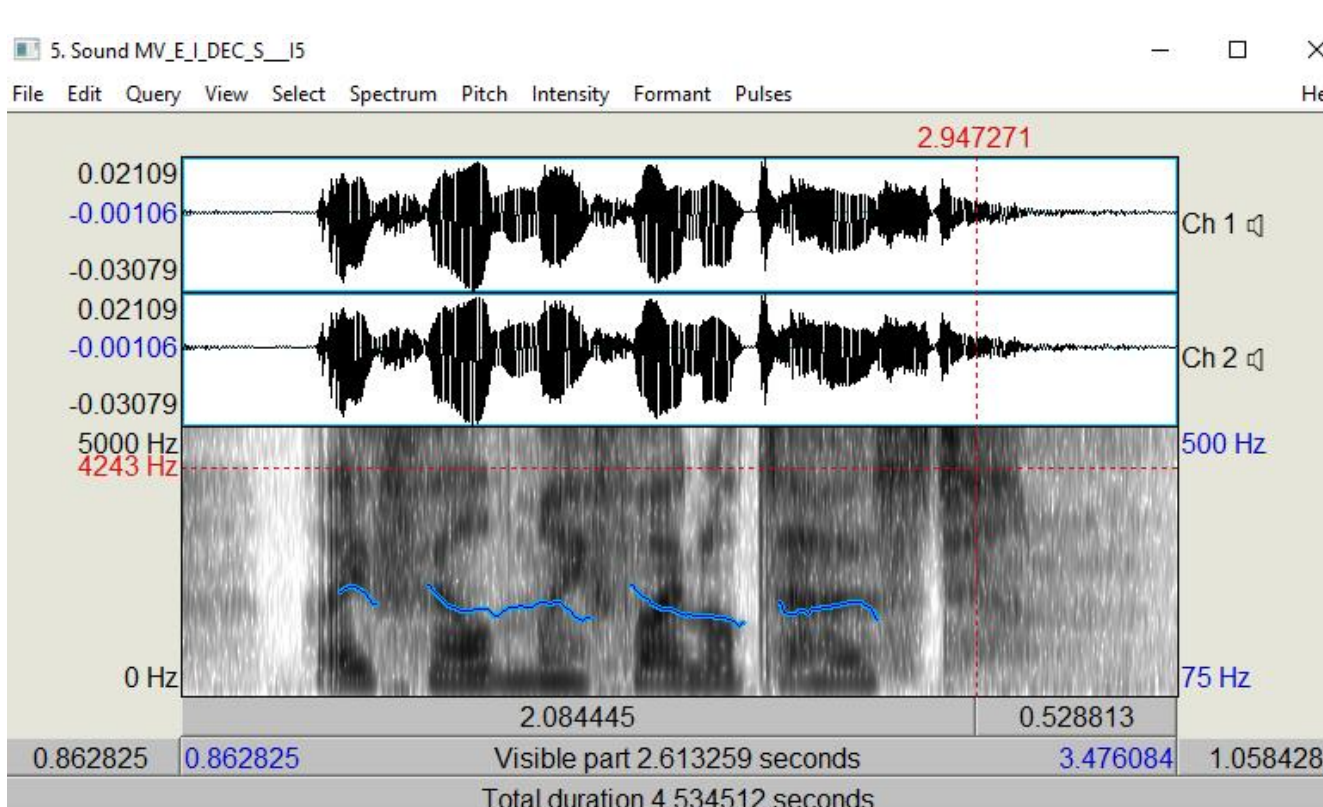 5. Sound MV_E_I_DEC_S__I5
File Edit Query View Select Spectrum Pitch Intensity Formant Pulses He
2.947271
0.02109
-0.00106
-0.03079
Ch 1
0.02109
-0.00106
-0.03079
Ch 2
5000 Hz
4243 Hz
500 Hz
0 Hz
75 Hz
2.084445 0.528813
0.862825 0.862825 Visible part 2.613259 seconds 3.476084 1.058428
Total duration 4.534512 seconds